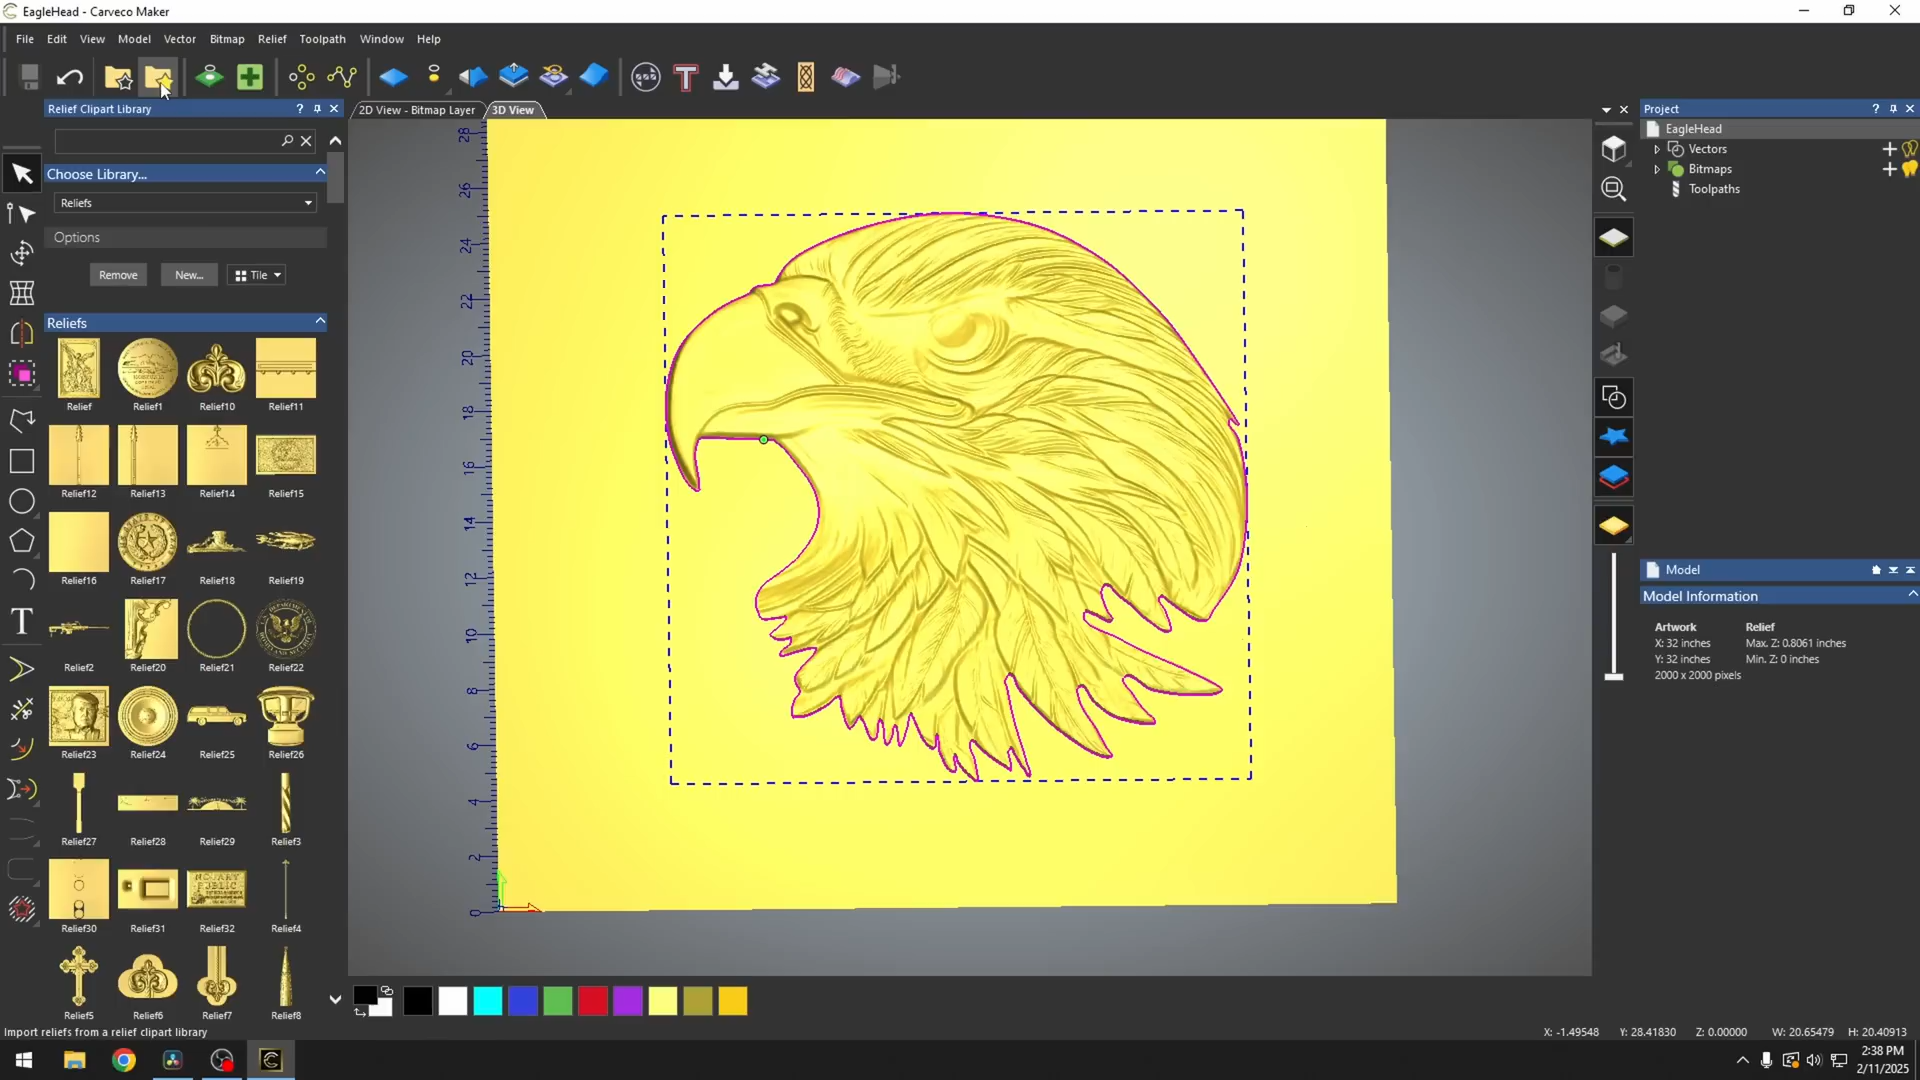 EagleHead - Carveco Maker
File Edit View Model Vector Bitmap Relief Toolpath Window Help
Relief Clipart Library ?
2D View - Bitmap Layer 3D View
Project ?
EagleHead
Vectors
Bitmaps
Toolpaths
Choose Library...
Reliefs
Options
Remove New... Tile
Reliefs
Relief Relief1 Relief10 Relief11
Relief12 Relief13 Relief14 Relief15
Relief16 Relief17 Relief18 Relief19
Relief2 Relief20 Relief21 Relief22
Relief23 Relief24 Relief25 Relief26
Relief27 Relief28 Relief29 Relief3
NOTARY
PUBLIC
Relief30 Relief31 Relief32 Relief4
Relief5 Relief6 Relief7 Relief8
28
26
24
22
20
18
16
14
12
10
8
6
4
2
0
Model
Model Information
Artwork Relief
X: 32 inches Max. Z: 0.8061 inches
Y: 32 inches Min. Z: 0 inches
2000 x 2000 pixels
Import reliefs from a relief clipart library
X: -1.49548 Y: 28.41830 Z: 0.00000 W: 20.65479 H: 20.40913
2:38 PM
2/11/2025